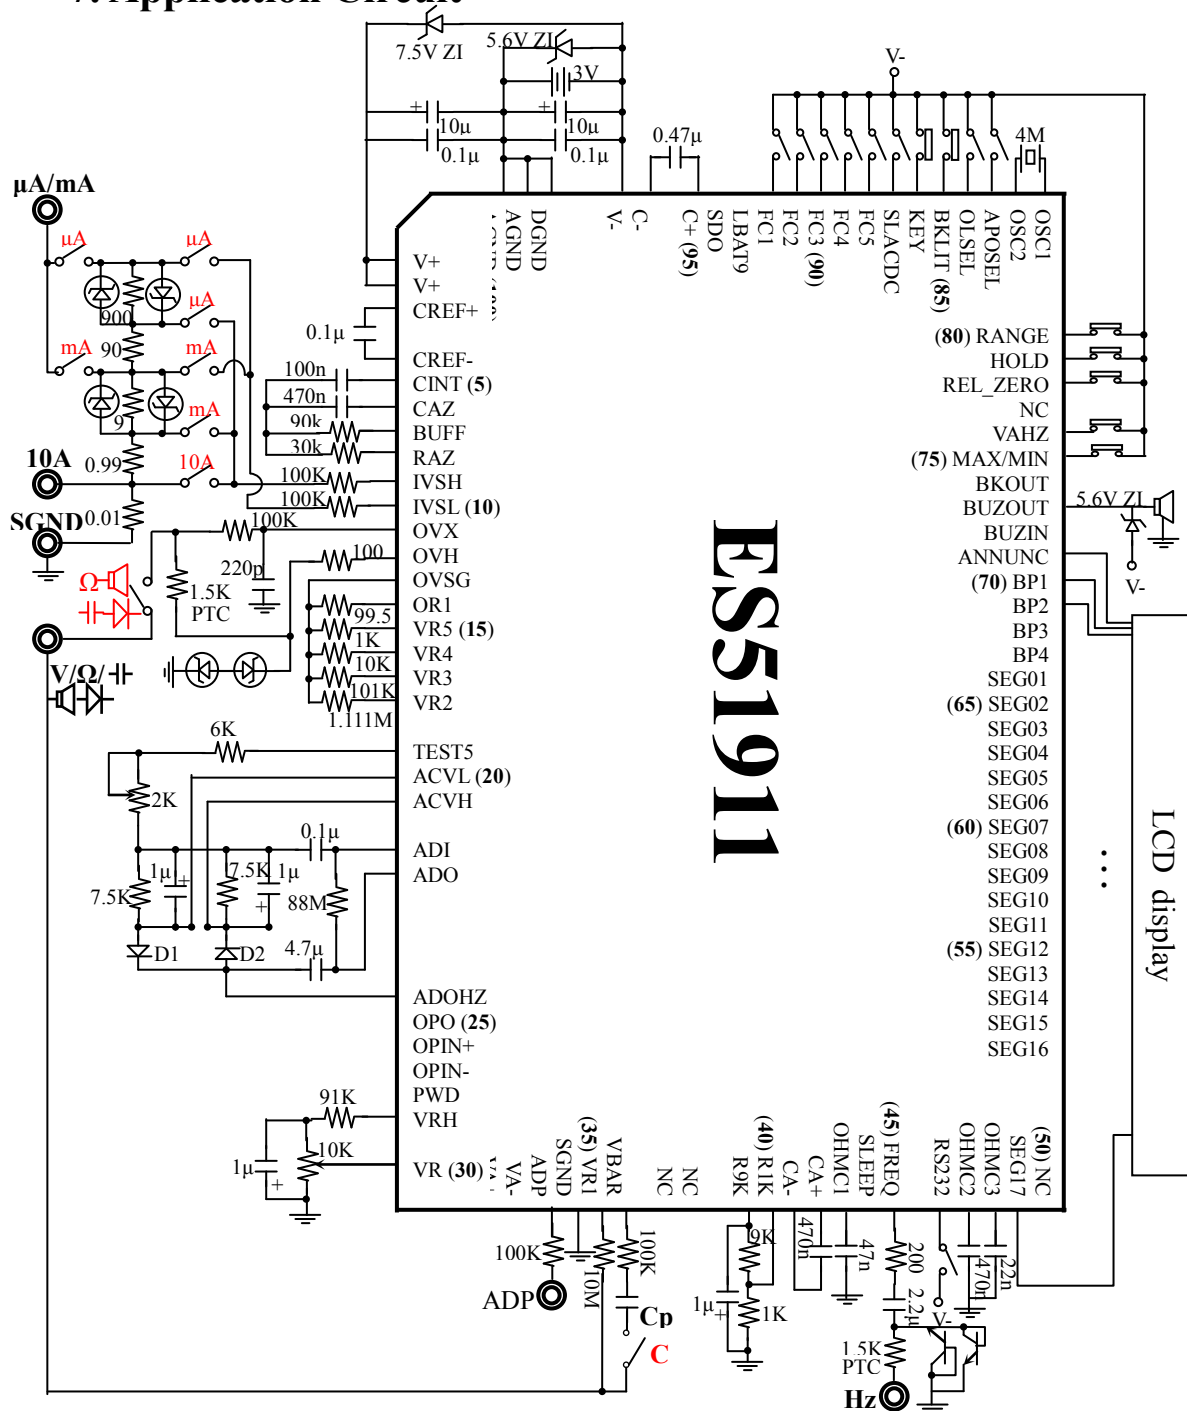 7. Application Circuit
7.5V ZI
5.6V ZI
3V
10µ
10µ
0.1µ
0.1µ
0.47µ
V-
4M
µA/mA
µA
µA
µA
900
mA
90
mA
9
mA
10A
0.99
10A
SGND
0.01
AGND
DGND
V-
C-
C+ (95)
SDO
LBAT9
FC1
FC2
FC3 (90)
FC4
FC5
SLACDC
KEY
BKLIT (85)
OLSEL
APOSEL
OSC2
OSC1
V+
V+
CREF+
0.1µ
CREF-
100n
CINT (5)
470n
CAZ
90k
BUFF
30k
RAZ
100K
IVSH
100K
IVSL (10)
100K
OVX
100
OVH
220p
1.5K
PTC
OVSG
OR1
99.5
VR5 (15)
1K
VR4
10K
VR3
101K
VR2
1.111M
Ω
V/Ω/
6K
TEST5
ACVL (20)
2K
ACVH
0.1µ
ADI
ADO
1µ
7.5K
1µ
7.5K
88M
D1
D2
4.7µ
ADOHZ
OPO (25)
OPIN+
OPIN-
PWD
91K
VRH
10K
1µ
VR (30)
ES51911
(80) RANGE
HOLD
REL_ZERO
NC
VAHZ
(75) MAX/MIN
BKOUT
BUZOUT
5.6V ZI
BUZIN
ANNUNC
V-
(70) BP1
BP2
BP3
BP4
SEG01
(65) SEG02
SEG03
SEG04
SEG05
SEG06
(60) SEG07
SEG08
SEG09
SEG10
SEG11
(55) SEG12
SEG13
SEG14
SEG15
SEG16
...
LCD display
VA-
ADP
SGND
(35) VR1
VBAR
NC
NC
R9K
(40) R1K
CA-
CA+
OHMC1
SLEEP
(45) FREQ
RS232
OHMC2
OHMC3
SEG17
(50) NC
100K
ADP
10M
100K
Cp
C
9K
1µ
1K
470n
47n
200
2.2µ
1.5K
PTC
Hz
V-
470n
22n